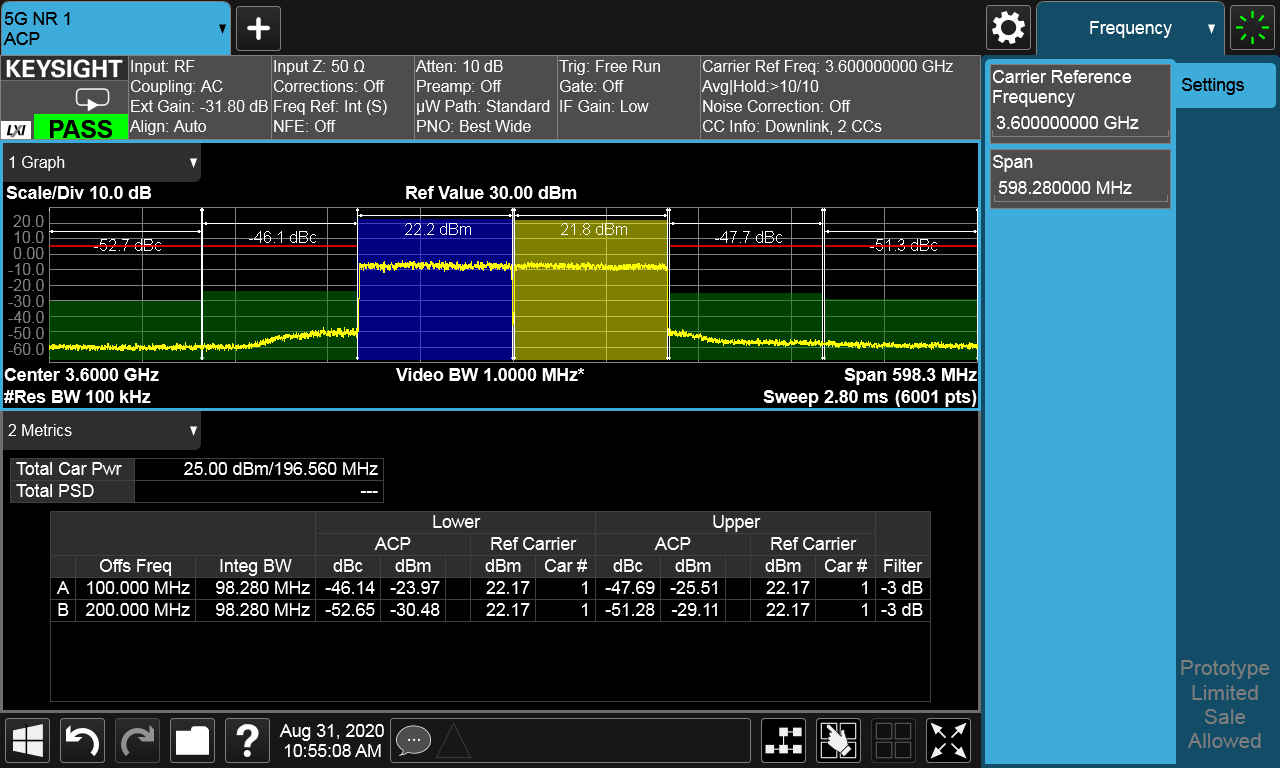 5G NR 1
ACP
Frequency
KEYSIGHT
LXI
PASS
Input: RF
Coupling: AC
Ext Gain: -31.80 dB
Align: Auto
Input Z: 50 Ω
Corrections: Off
Freq Ref: Int (S)
NFE: Off
Atten: 10 dB
Preamp: Off
µW Path: Standard
PNO: Best Wide
Trig: Free Run
Gate: Off
IF Gain: Low
Carrier Ref Freq: 3.600000000 GHz
Avg|Hold:>10/10
Noise Correction: Off
CC Info: Downlink, 2 CCs
Carrier Reference
Frequency
3.600000000 GHz
Span
598.280000 MHz
Settings
1 Graph
Scale/Div 10.0 dB Ref Value 30.00 dBm
20.0
10.0
0.00
-10.0
-20.0
-30.0
-40.0
-50.0
-60.0
-52.7 dBc -46.1 dBc 22.2 dBm 21.8 dBm -47.7 dBc -51.3 dBc
Center 3.6000 GHz Video BW 1.0000 MHz* Span 598.3 MHz
#Res BW 100 kHz Sweep 2.80 ms (6001 pts)
2 Metrics
Total Car Pwr 25.00 dBm/196.560 MHz
Total PSD ---
Lower Upper
ACP Ref Carrier ACP Ref Carrier
Offs Freq Integ BW dBc dBm dBm Car # dBc dBm dBm Car # Filter
A 100.000 MHz 98.280 MHz -46.14 -23.97 22.17 1 -47.69 -25.51 22.17 1 -3 dB
B 200.000 MHz 98.280 MHz -52.65 -30.48 22.17 1 -51.28 -29.11 22.17 1 -3 dB
Prototype
Limited
Sale
Allowed
Aug 31, 2020
10:55:08 AM